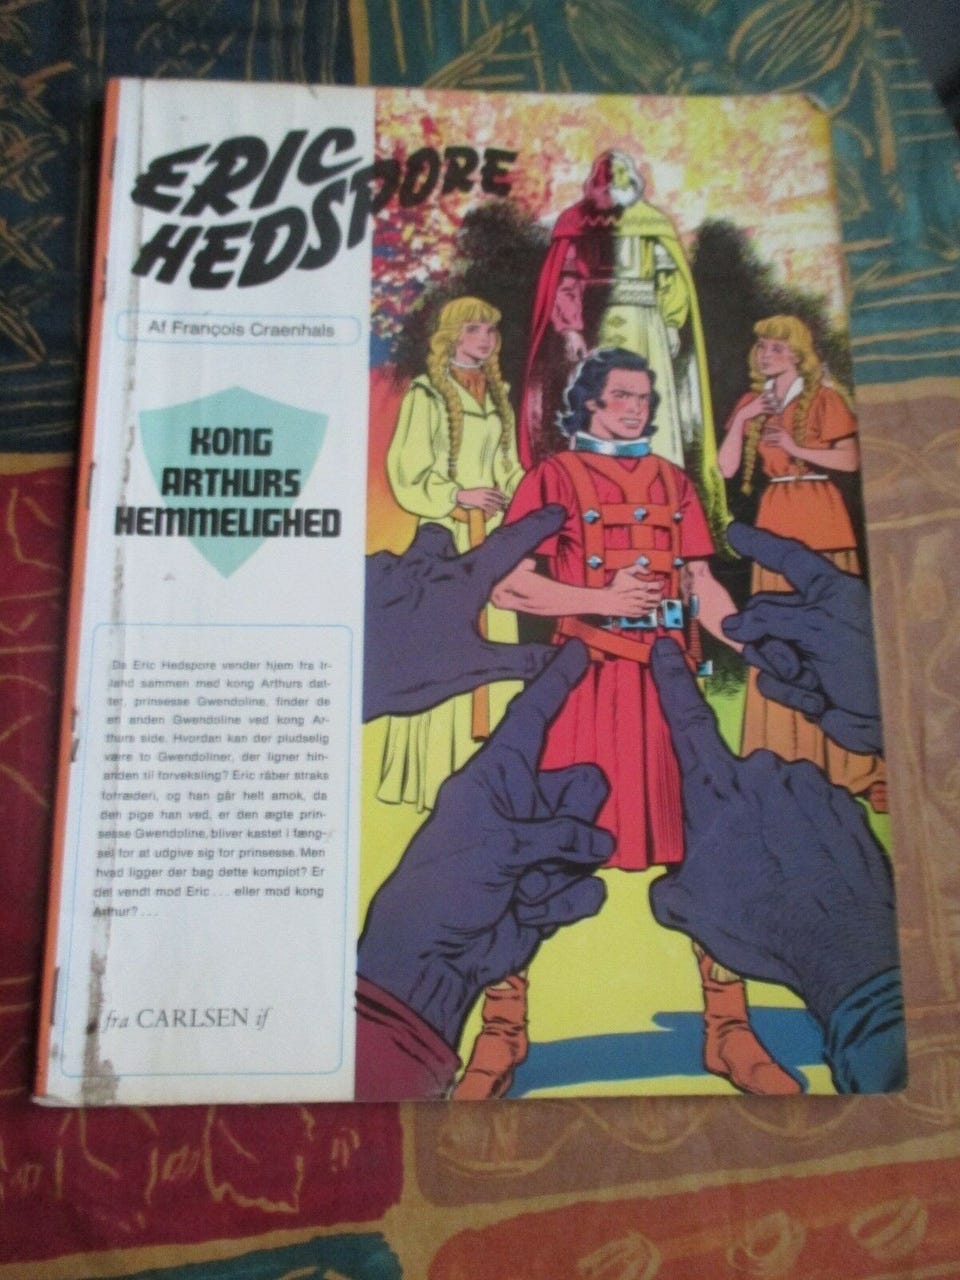 ERIC
HEDSPORE
Af François Craenhals
KONG
ARTHURS
HEMMELIGHED
Da Eric Hedspore vender hjem fra Ir-
land sammen med kong Arthurs dat-
ter, prinsesse Gwendoline, finder de
en anden Gwendoline ved kong Ar-
thurs side. Hvordan kan der pludselig
være to Gwendoliner, der ligner hin-
anden til forveksling? Eric råber straks
forræderi, og han går helt amok, da
den pige han ved, er den ægte prin-
sesse Gwendoline, bliver kastet i fæng-
sel for at udgive sig for prinsesse. Men
hvad ligger der bag dette komplot? Er
det vendt mod Eric ... eller mod kong
Arthur? ...
fra CARLSEN if